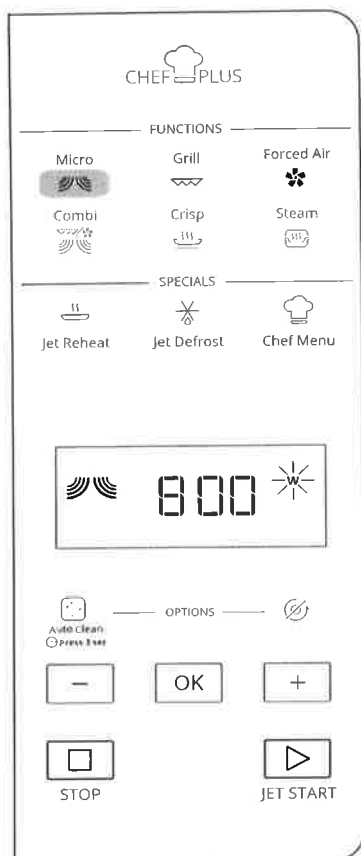 CHEF PLUS
FUNCTIONS
Micro Grill Forced Air
Combi Crisp Steam
SPECIALS
Jet Reheat Jet Defrost Chef Menu
800 W
OPTIONS
Auto Clean
Press 3 sec
- OK +
STOP JET START